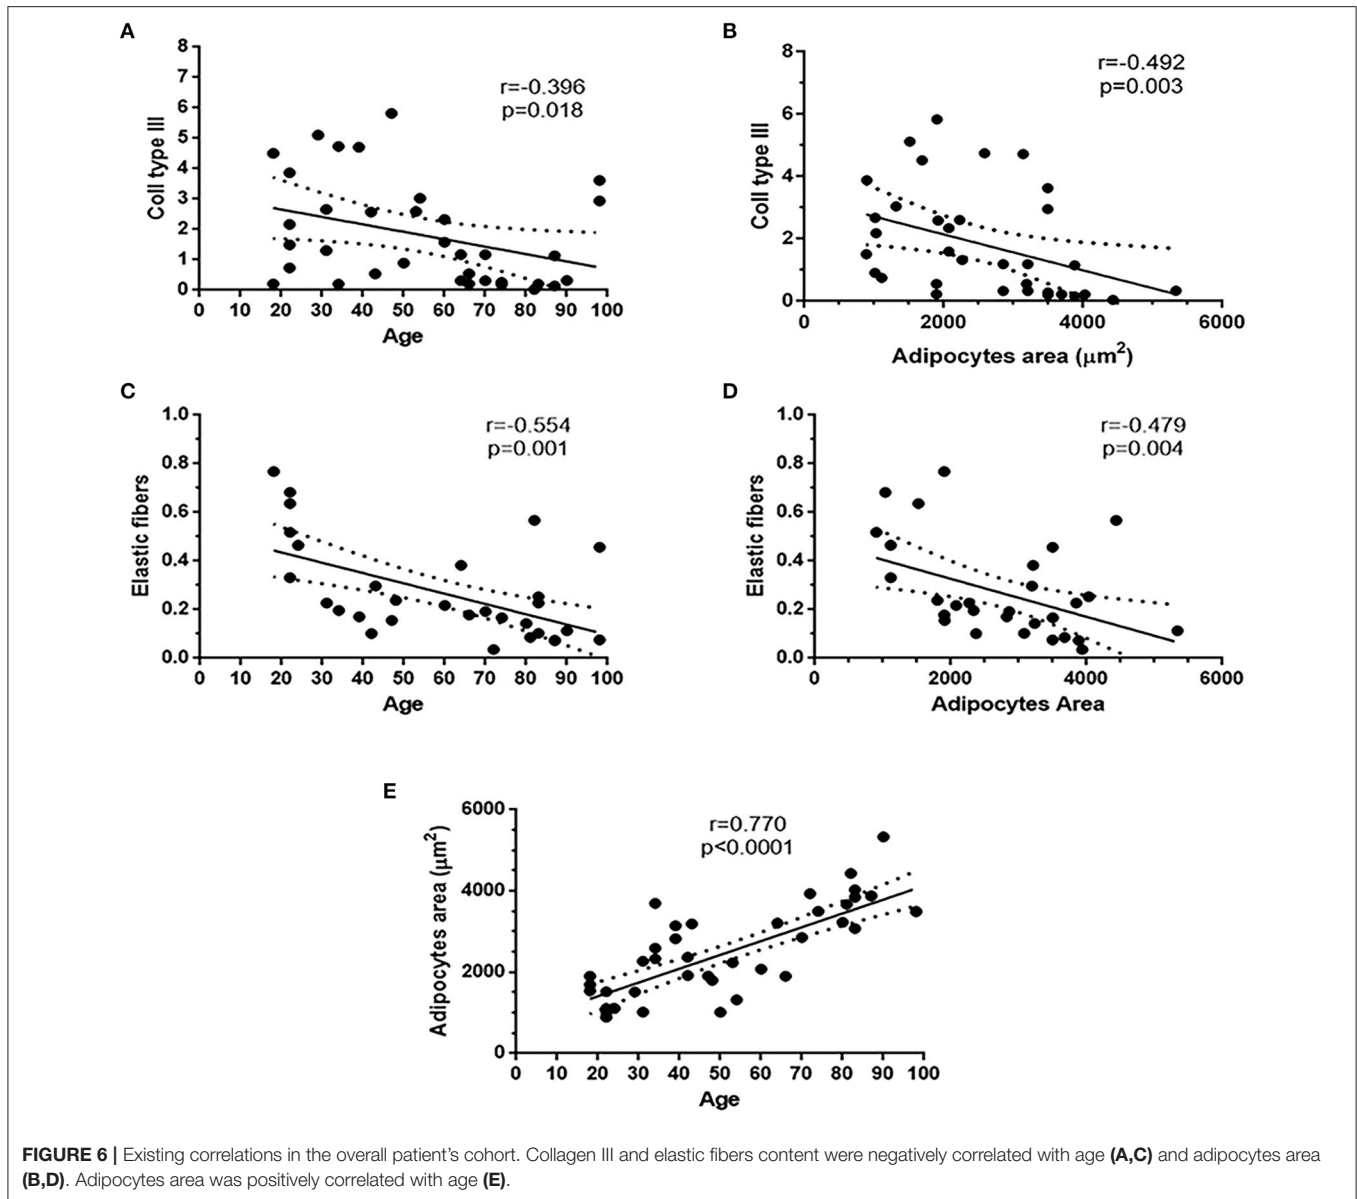 A
8
7
6
5
4
3
2
1
0
Coll type III
r=-0.396
p=0.018
0 10 20 30 40 50 60 70 80 90 100
Age
B
8
6
4
2
0
Coll type III
r=-0.492
p=0.003
0 2000 4000 6000
Adipocytes area (μm²)
C
1.0
0.8
0.6
0.4
0.2
0.0
Elastic fibers
r=-0.554
p=0.001
0 10 20 30 40 50 60 70 80 90 100
Age
D
1.0
0.8
0.6
0.4
0.2
0.0
Elastic fibers
r=-0.479
p=0.004
0 2000 4000 6000
Adipocytes Area
E
6000
4000
2000
0
Adipocytes area (μm²)
r=0.770
p<0.0001
0 10 20 30 40 50 60 70 80 90 100
Age
FIGURE 6 | Existing correlations in the overall patient's cohort. Collagen III and elastic fibers content were negatively correlated with age (A,C) and adipocytes area
(B,D). Adipocytes area was positively correlated with age (E).